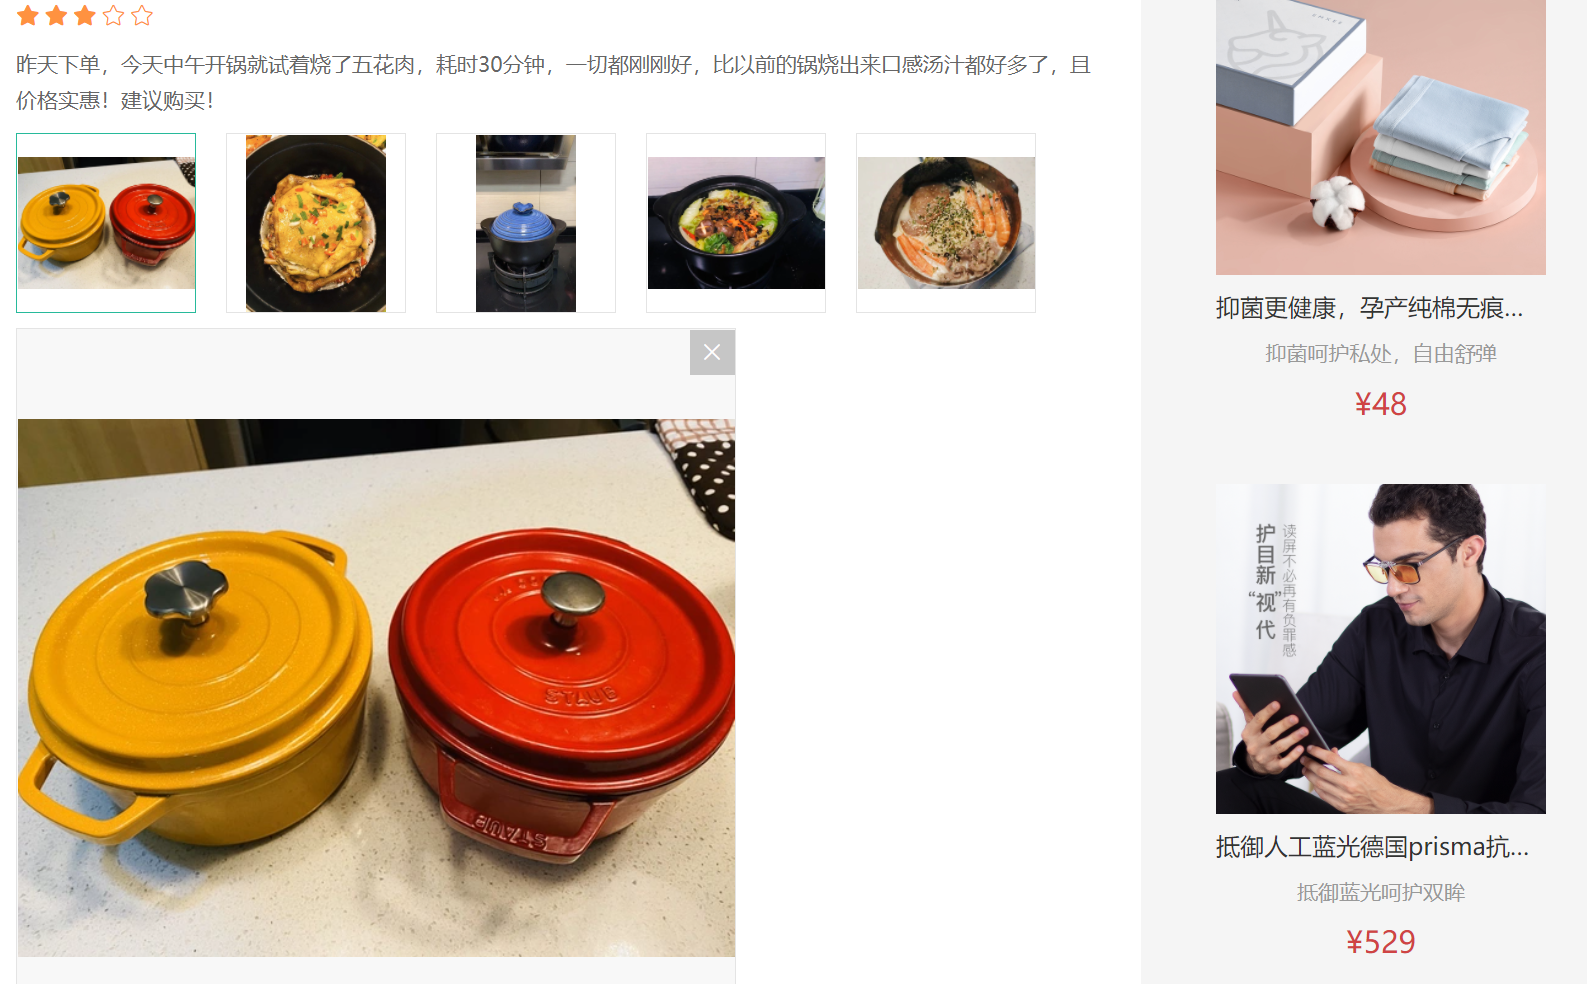 昨天下单，今天中午开锅就试着烧了五花肉，耗时30分钟，一切都刚刚好，比以前的锅烧出来口感汤汁都好多了，且
价格实惠！建议购买！
STAUB
STAUB
抑菌更健康，孕产纯棉无痕...
抑菌呵护私处，自由舒弹
¥48
护目新“视”代
读屏不必再有负罪感
抵御人工蓝光德国prisma抗...
抵御蓝光呵护双眸
¥529